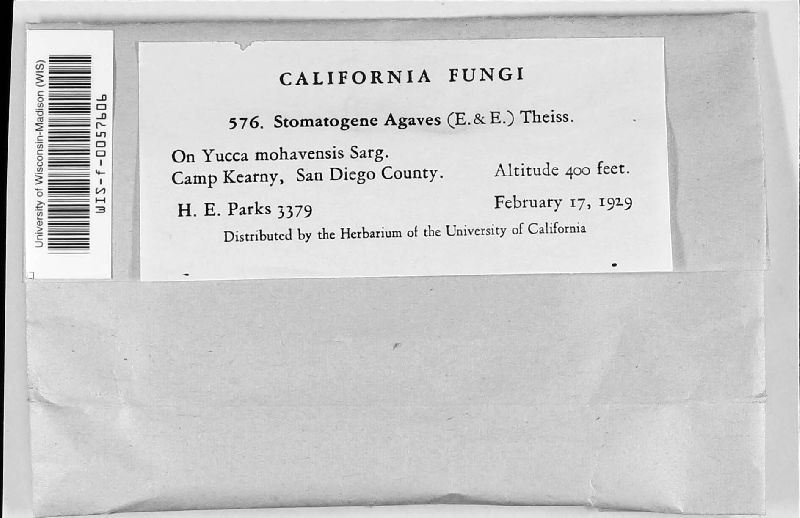 University of Wisconsin-Madison (WIS)
WIS-f-0057606
CALIFORNIA FUNGI
576. Stomatogene Agaves (E. & E.) Theiss.
On Yucca mohavensis Sarg.
Camp Kearny, San Diego County. Altitude 400 feet.
H. E. Parks 3379 February 17, 1929
Distributed by the Herbarium of the University of California